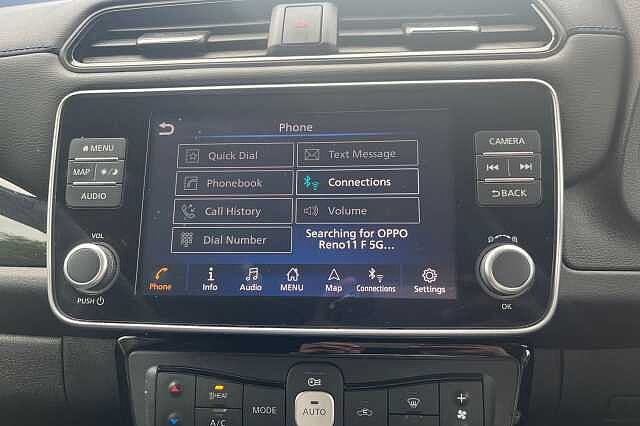 Phone
Quick Dial
Text Message
Phonebook
Connections
Call History
Volume
Dial Number
Searching for OPPO
Reno11 F 5G...
Phone
Info
Audio
MENU
Map
Connections
Settings
MENU
MAP
AUDIO
VOL
PUSH
CAMERA
BACK
OK
HEAT
A/C
MODE
AUTO